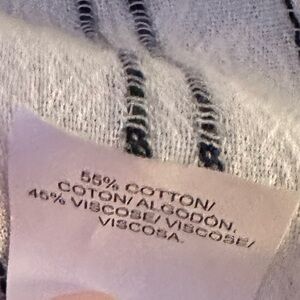 55% COTTON/
COTON/ ALGODÓN.
45% VISCOSE/ VISCOSE/
VISCOSA.